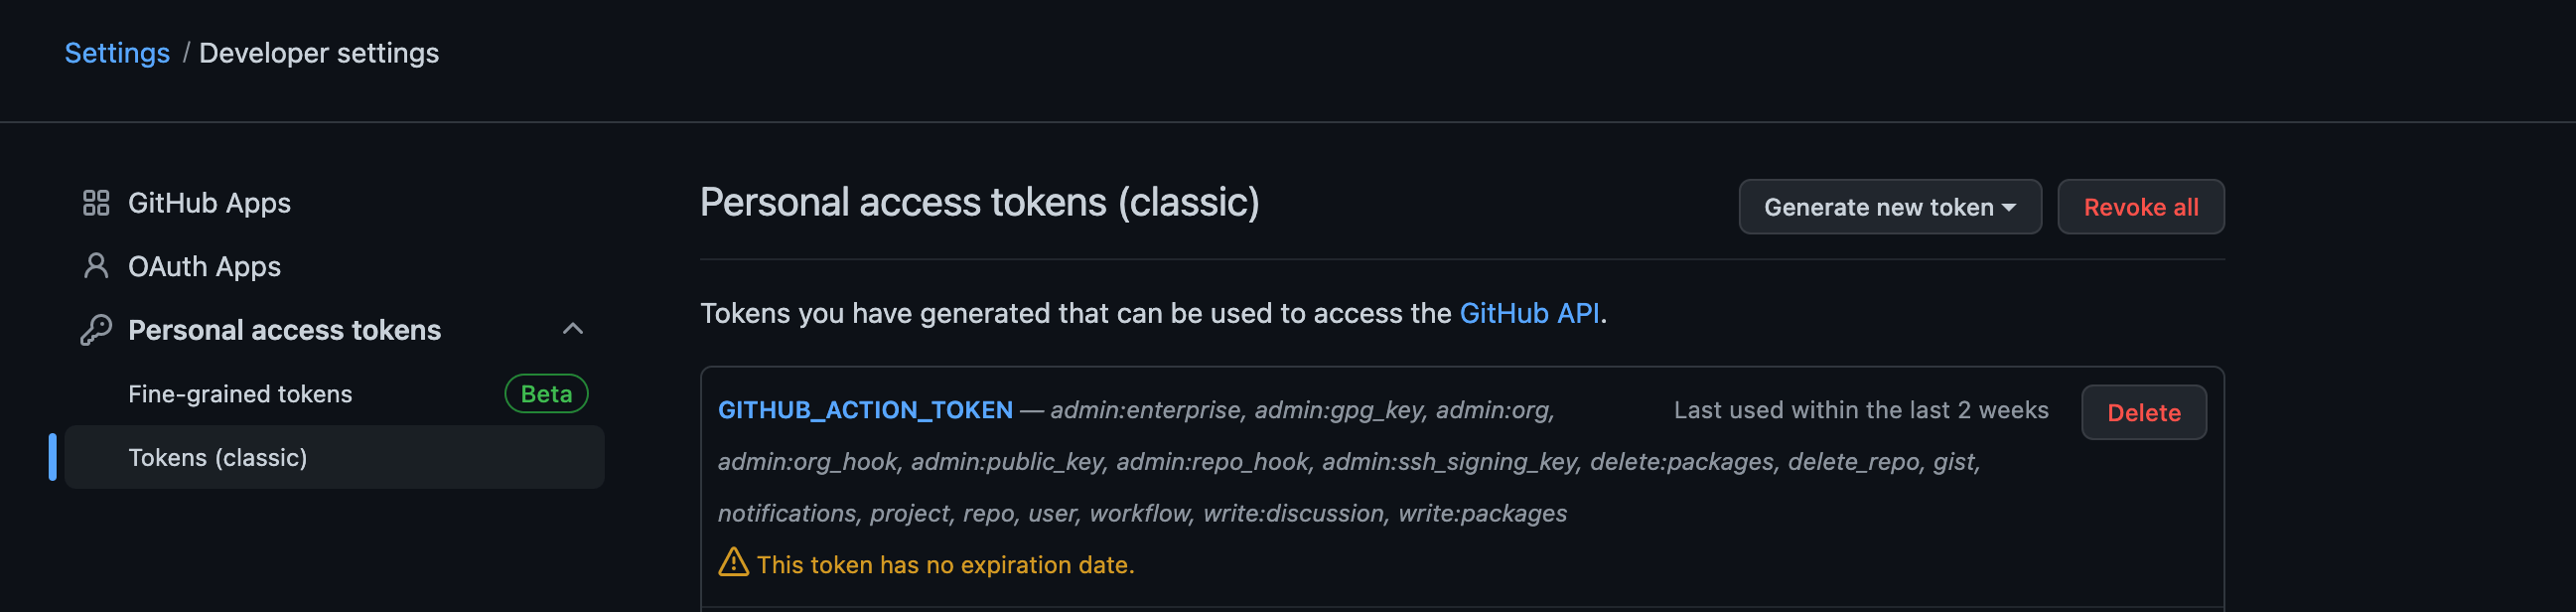 Settings / Developer settings
GitHub Apps
OAuth Apps
Personal access tokens
Fine-grained tokens Beta
Tokens (classic)
Personal access tokens (classic)
Generate new token
Revoke all
Tokens you have generated that can be used to access the GitHub API.
GITHUB_ACTION_TOKEN — admin:enterprise, admin:gpg_key, admin:org,
admin:org_hook, admin:public_key, admin:repo_hook, admin:ssh_signing_key, delete:packages, delete_repo, gist,
notifications, project, repo, user, workflow, write:discussion, write:packages
Last used within the last 2 weeks
Delete
This token has no expiration date.